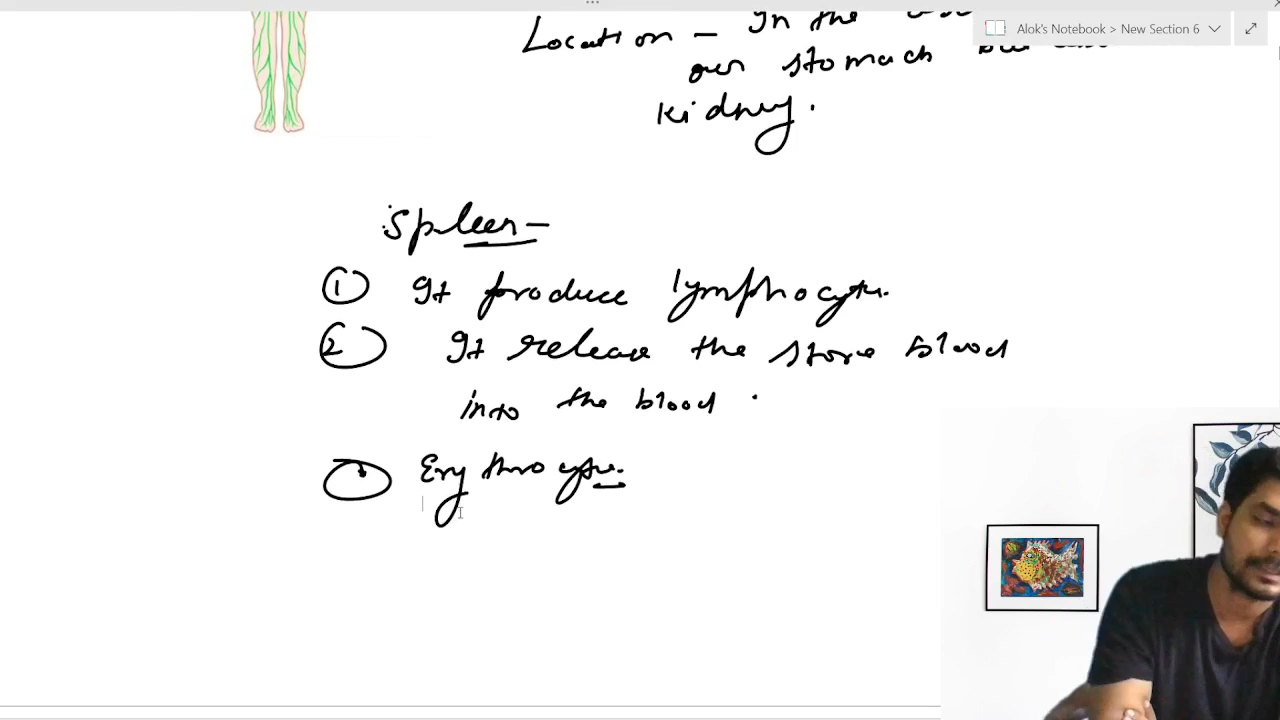 Alok's Notebook > New Section 6
Location - In the
our stomach
kidney.
Spleen -
1 It produce lymphocyte.
2 It release the store blood
into the blood.
Erythrocyte.